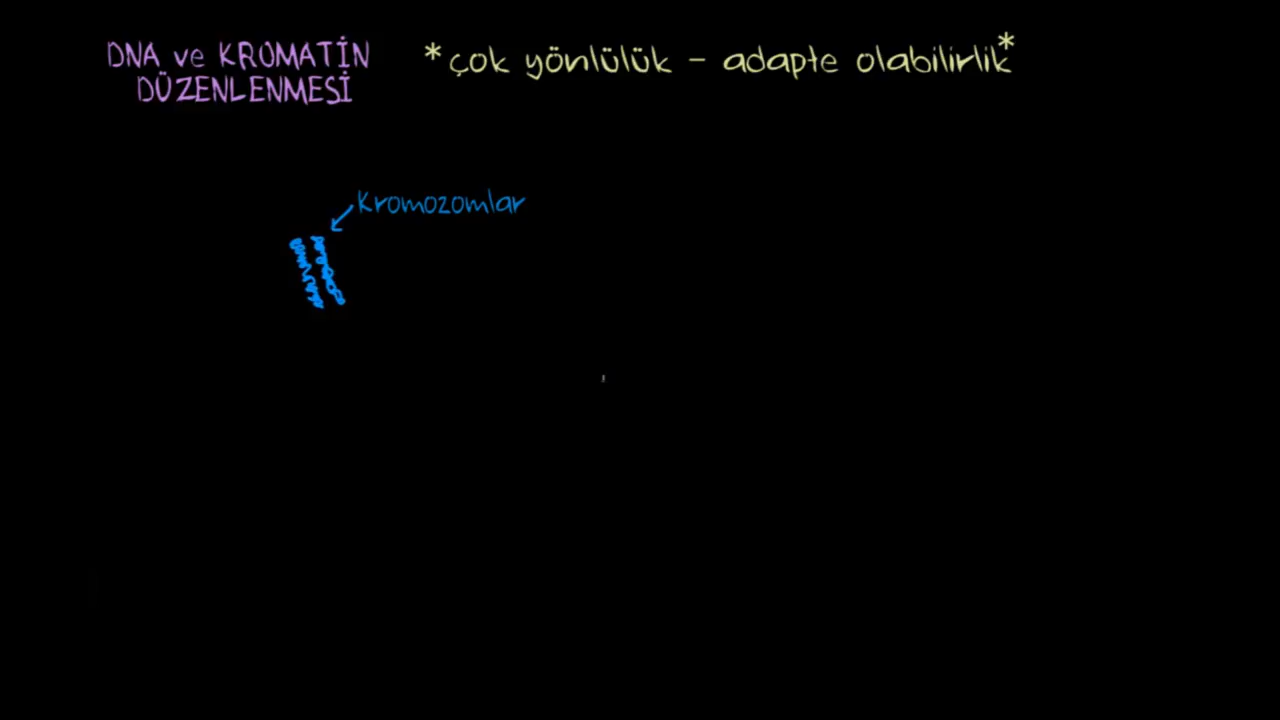 DNA ve KROMATİN
DÜZENLENMESİ
*çok yönlülük - adapte olabilirlik*
Kromozomlar